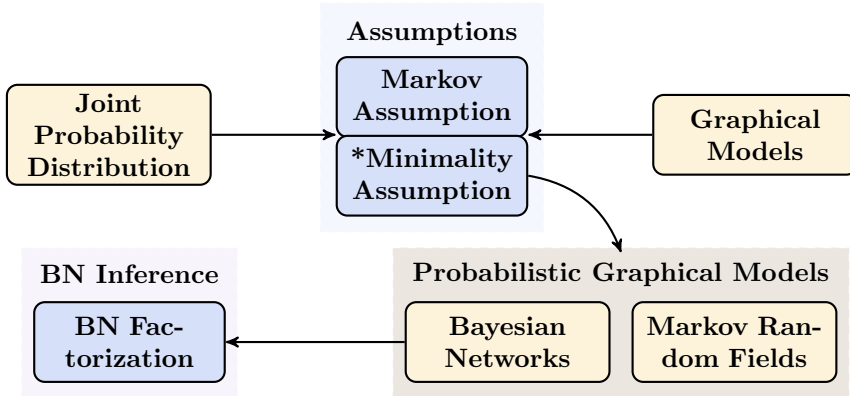 Assumptions
Joint
Probability
Distribution
Markov
Assumption
*Minimality
Assumption
Graphical
Models
BN Inference
BN Fac-
torization
Probabilistic Graphical Models
Bayesian
Networks
Markov Ran-
dom Fields